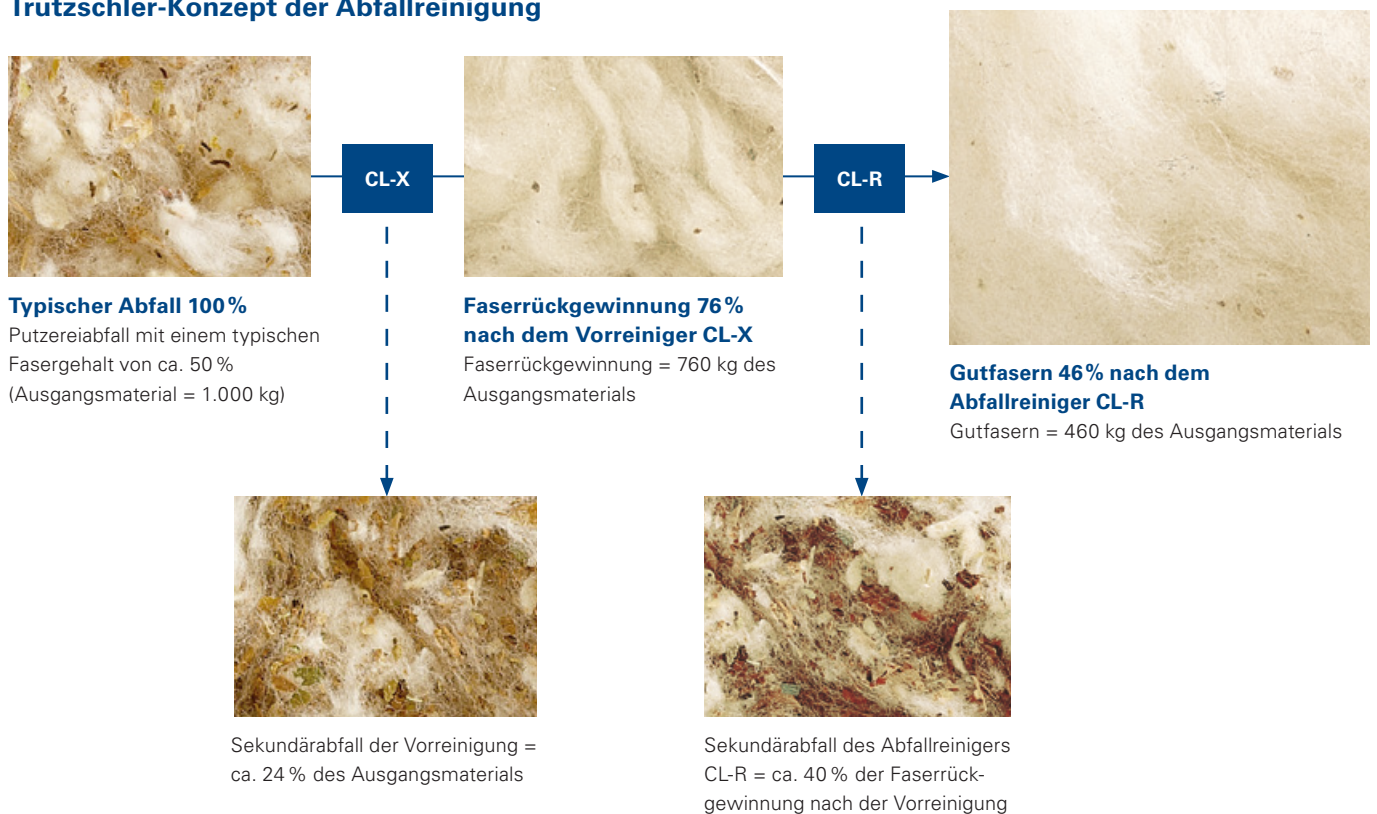 Trützschler-Konzept der Abfallreinigung
CL-X
CL-R
Typischer Abfall 100 %
Putzereiabfall mit einem typischen
Fasergehalt von ca. 50 %
(Ausgangsmaterial = 1.000 kg)
Faserrückgewinnung 76 %
nach dem Vorreiniger CL-X
Faserrückgewinnung = 760 kg des
Ausgangsmaterials
Gutfasern 46 % nach dem
Abfallreiniger CL-R
Gutfasern = 460 kg des Ausgangsmaterials
Sekundärabfall der Vorreinigung =
ca. 24 % des Ausgangsmaterials
Sekundärabfall des Abfallreinigers
CL-R = ca. 40 % der Faserrück-
gewinnung nach der Vorreinigung